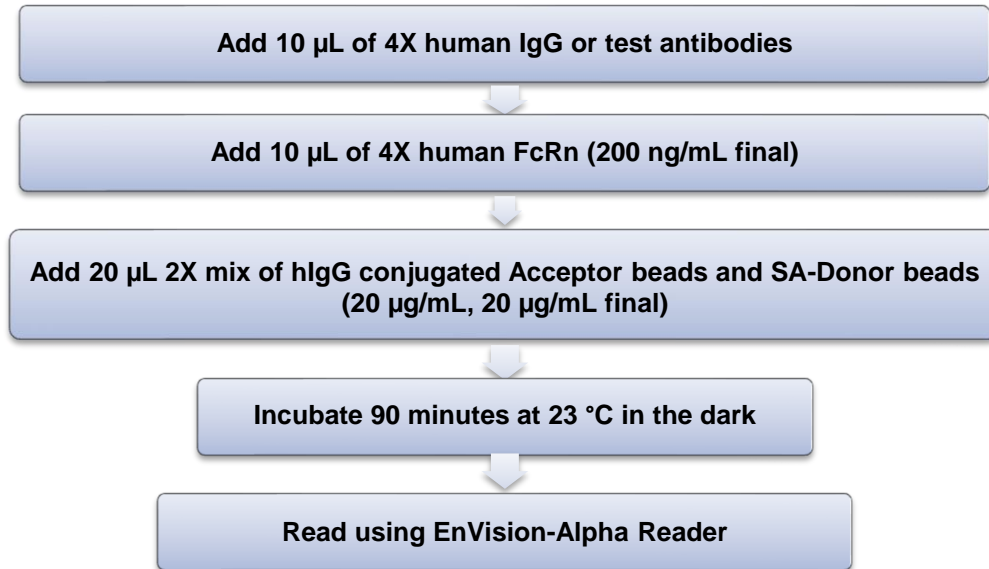 Add 10 µL of 4X human IgG or test antibodies
Add 10 µL of 4X human FcRn (200 ng/mL final)
Add 20 µL 2X mix of hIgG conjugated Acceptor beads and SA-Donor beads
(20 µg/mL, 20 µg/mL final)
Incubate 90 minutes at 23 °C in the dark
Read using EnVision-Alpha Reader